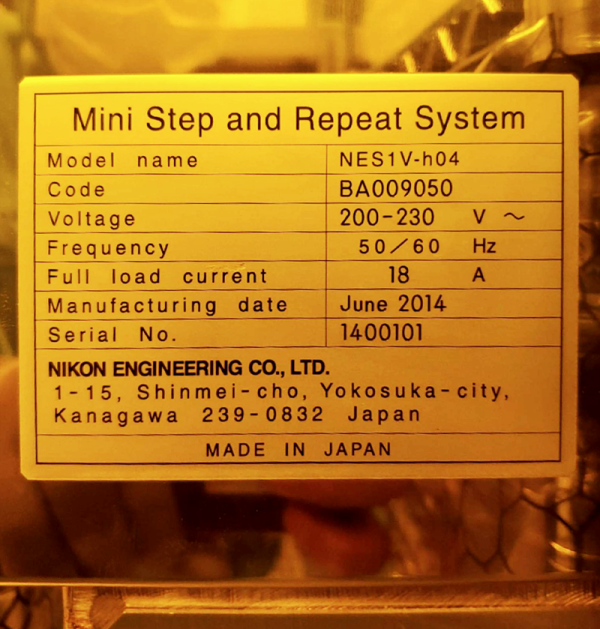 Mini Step and Repeat System
Model name NES1V-h04
Code BA009050
Voltage 200-230 V ～
Frequency 50／60 Hz
Full load current 18 A
Manufacturing date June 2014
Serial No. 1400101
NIKON ENGINEERING CO., LTD.
1-15, Shinmei-cho, Yokosuka-city,
Kanagawa 239-0832 Japan
MADE IN JAPAN